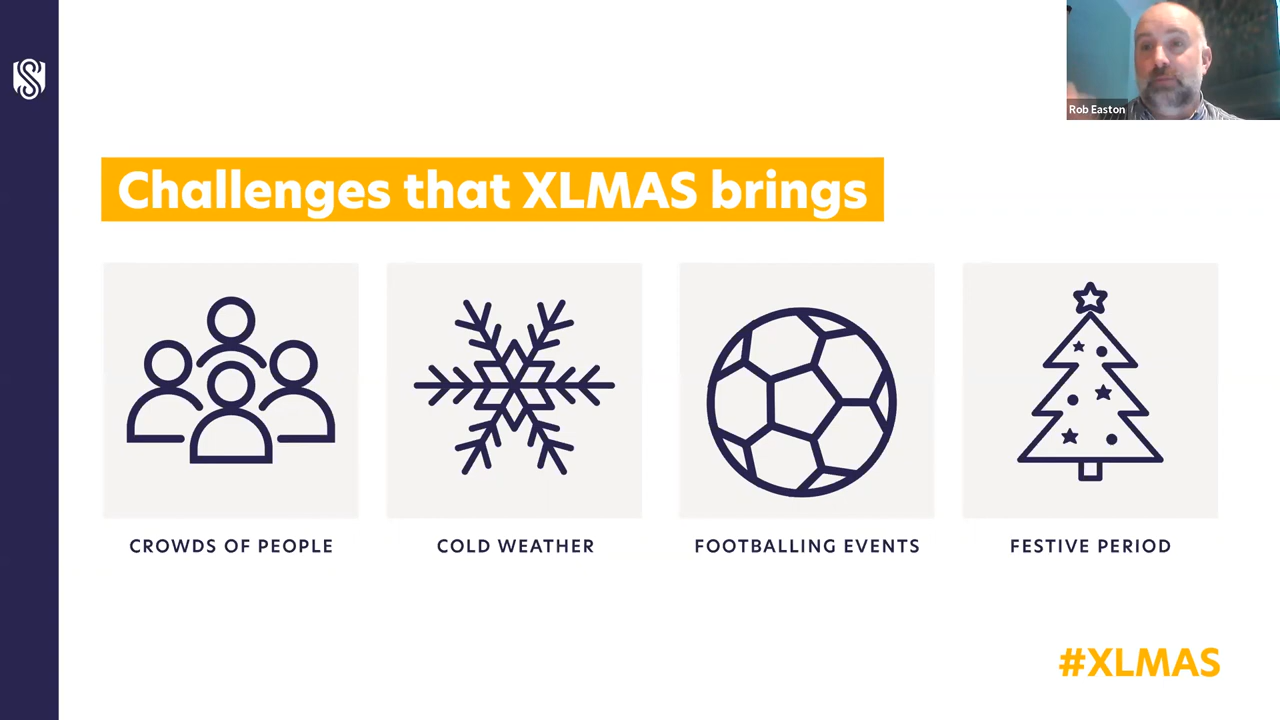 Rob Easton
Challenges that XLMAS brings
CROWDS OF PEOPLE
COLD WEATHER
FOOTBALLING EVENTS
FESTIVE PERIOD
#XLMAS